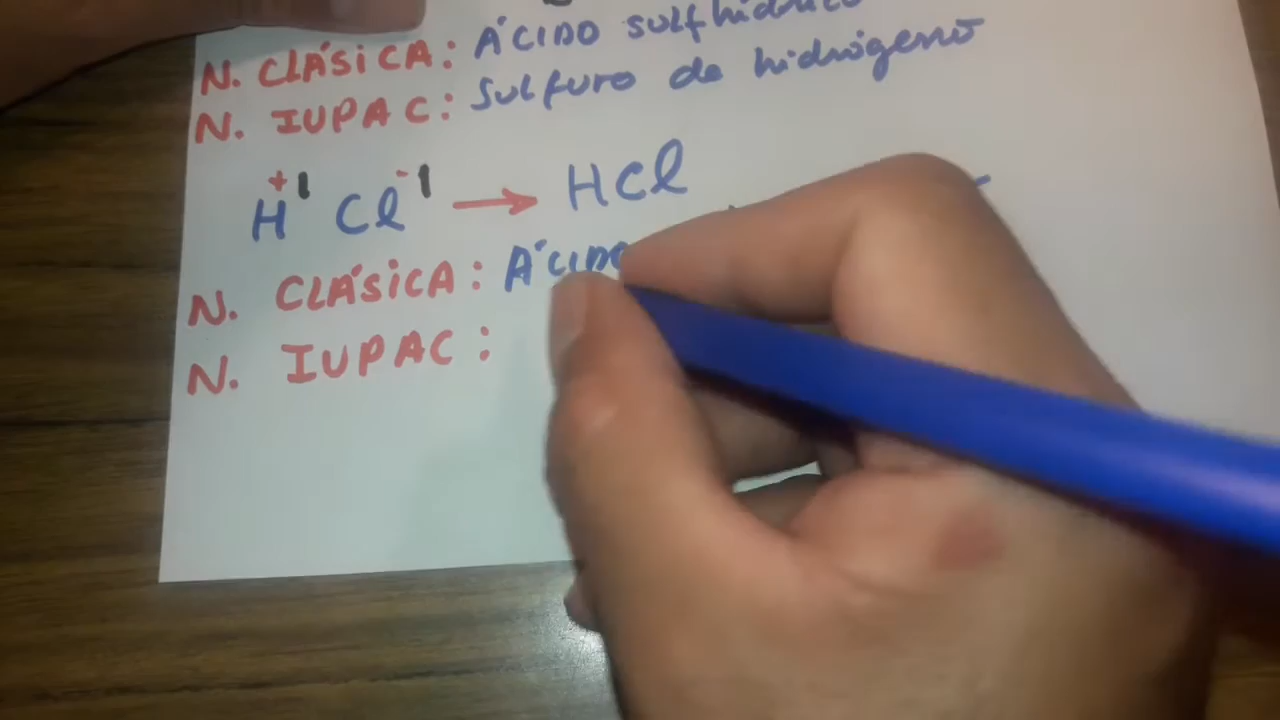 N. CLÁSICA: ÁCIDO sulfhídrico
N. IUPAC: Sulfuro de hidrógeno
H+1 Cl-1 → HCl
N. CLÁSICA: ÁCIDO
N. IUPAC: